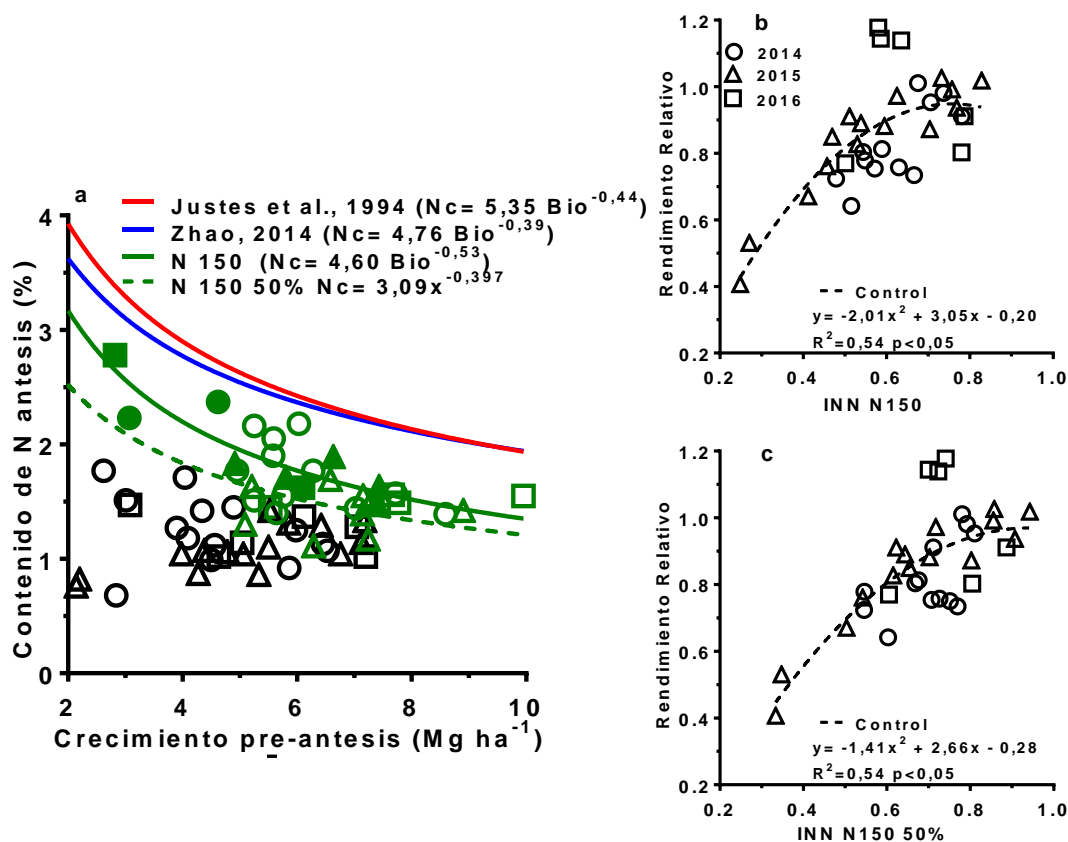 a
Justes et al., 1994 (Nc= 5,35 Bio^-0,44)
Zhao, 2014 (Nc= 4,76 Bio^-0,39)
N 150 (Nc= 4,60 Bio^-0,53)
N 150 50% Nc= 3,09x^-0,397
Contenido de N antesis (%)
4
3
2
1
0
2 4 6 8 10
Crecimiento pre-antesis (Mg ha^-1)
b
2014
2015
2016
Rendimiento Relativo
1.2
1.0
0.8
0.6
0.4
0.2
Control
y= -2,01x^2 + 3,05x - 0,20
R^2=0,54 p<0,05
0.2 0.4 0.6 0.8 1.0
INN N150
c
Rendimiento Relativo
1.2
1.0
0.8
0.6
0.4
0.2
Control
y= -1,41x^2 + 2,66x - 0,28
R^2=0,54 p<0,05
0.2 0.4 0.6 0.8 1.0
INN N150 50%